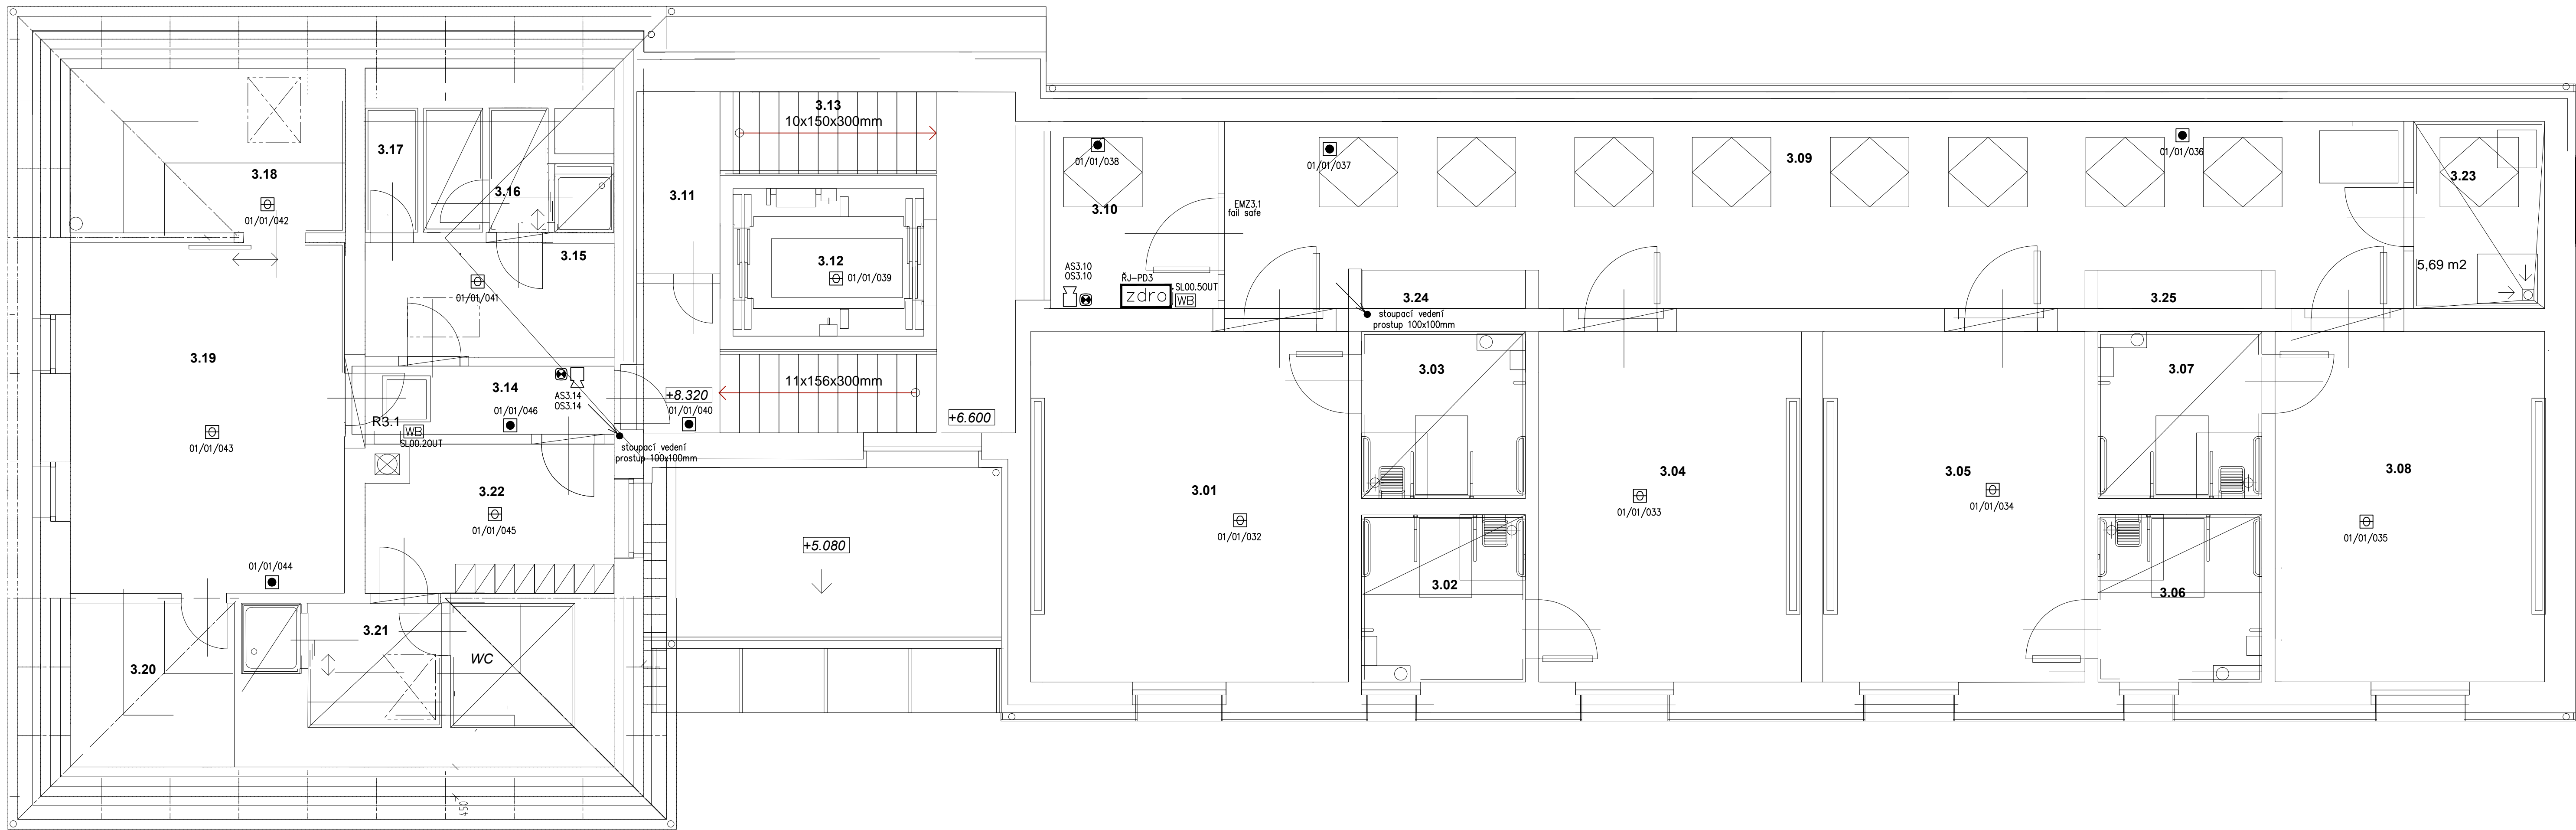 3.13
10x150x300mm
3.17
3.18
01/01/042
3.16
3.15
01/01/041
3.11
3.12
01/01/039
11x156x300mm
+8.320
01/01/040
+6.600
3.19
01/01/043
3.14
01/01/046
AS3.14
OS3.14
R3.1
WB
SL00.2OUT
stoupací vedení
prostup 100x100mm
3.22
01/01/045
01/01/044
3.20
3.21
WC
450
+5.080
01/01/038
3.10
EMZ3,1
fail safe
AS3.10
OS3.10
ŘJ-PD3
zdro
SL00.5OUT
WB
01/01/037
3.09
01/01/036
3.23
5,69 m2
3.24
stoupací vedení
prostup 100x100mm
3.25
3.01
01/01/032
3.03
3.02
3.04
01/01/033
3.05
01/01/034
3.07
3.06
3.08
01/01/035